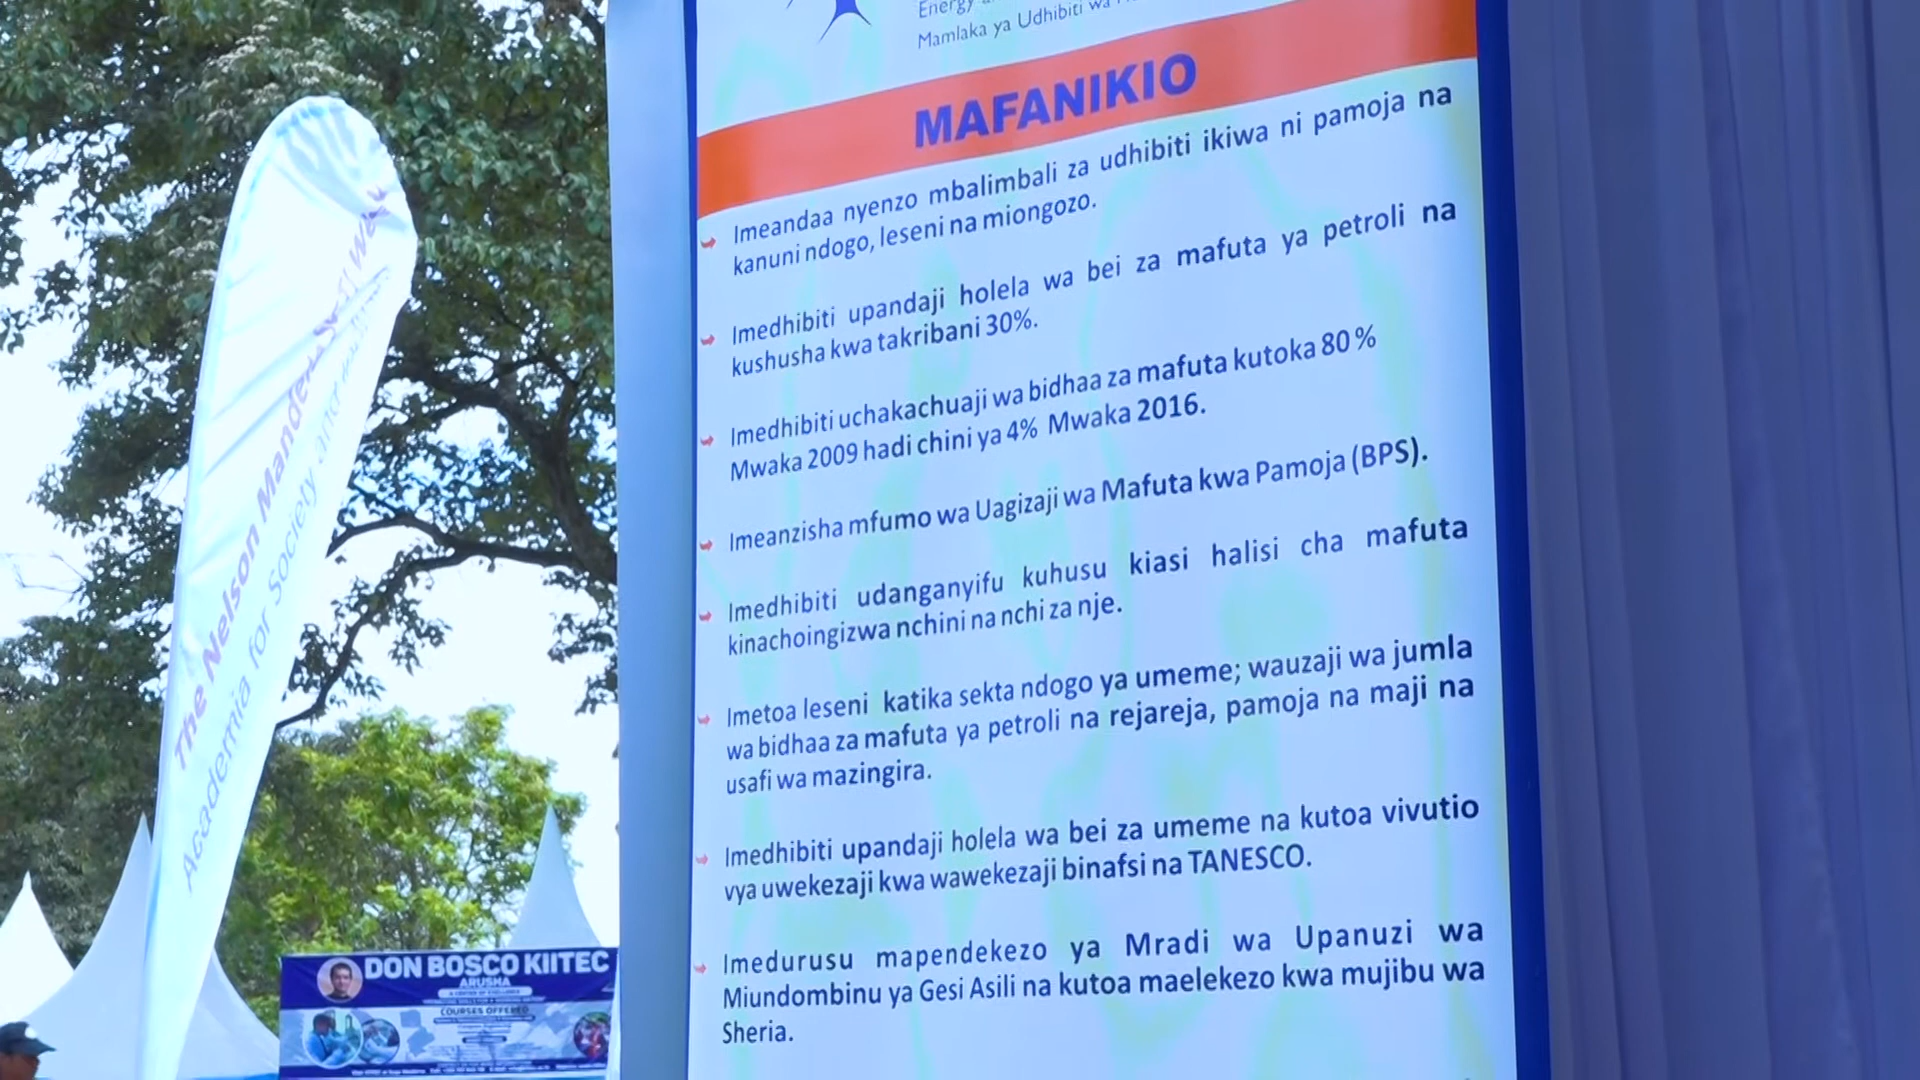 Energy
Mamlaka ya Udhibiti wa
MAFANIKIO
Imeandaa nyenzo mbalimbali za udhibiti ikiwa ni pamoja na
kanuni ndogo, leseni na miongozo.
Imedhibiti upandaji holela wa bei za mafuta ya petroli na
kushusha kwa takribani 30%.
Imedhibiti uchakachuaji wa bidhaa za mafuta kutoka 80%
Mwaka 2009 hadi chini ya 4% Mwaka 2016.
Imeanzisha mfumo wa Uagizaji wa Mafuta kwa Pamoja (BPS).
Imedhibiti udanganyifu kuhusu kiasi halisi cha mafuta
kinachoingizwa nchini na nchi za nje.
Imetoa leseni katika sekta ndogo ya umeme; wauzaji wa jumla
wa bidhaa za mafuta ya petroli na rejareja, pamoja na maji na
usafi wa mazingira.
Imedhibiti upandaji holela wa bei za umeme na kutoa vivutio
vya uwekezaji kwa wawekezaji binafsi na TANESCO.
Imedurusu mapendekezo ya Mradi wa Upanuzi wa
Miundombinu ya Gesi Asili na kutoa maelekezo kwa mujibu wa
Sheria.
The Nelson Mandela
Academia for Society and
DON BOSCO KIITEC
ARUSHA
COURSES OFFERED